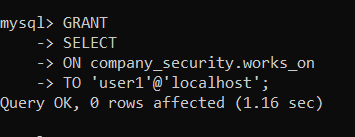 mysql> GRANT
    -> SELECT
    -> ON company_security.works_on
    -> TO 'user1'@'localhost';
Query OK, 0 rows affected (1.16 sec)